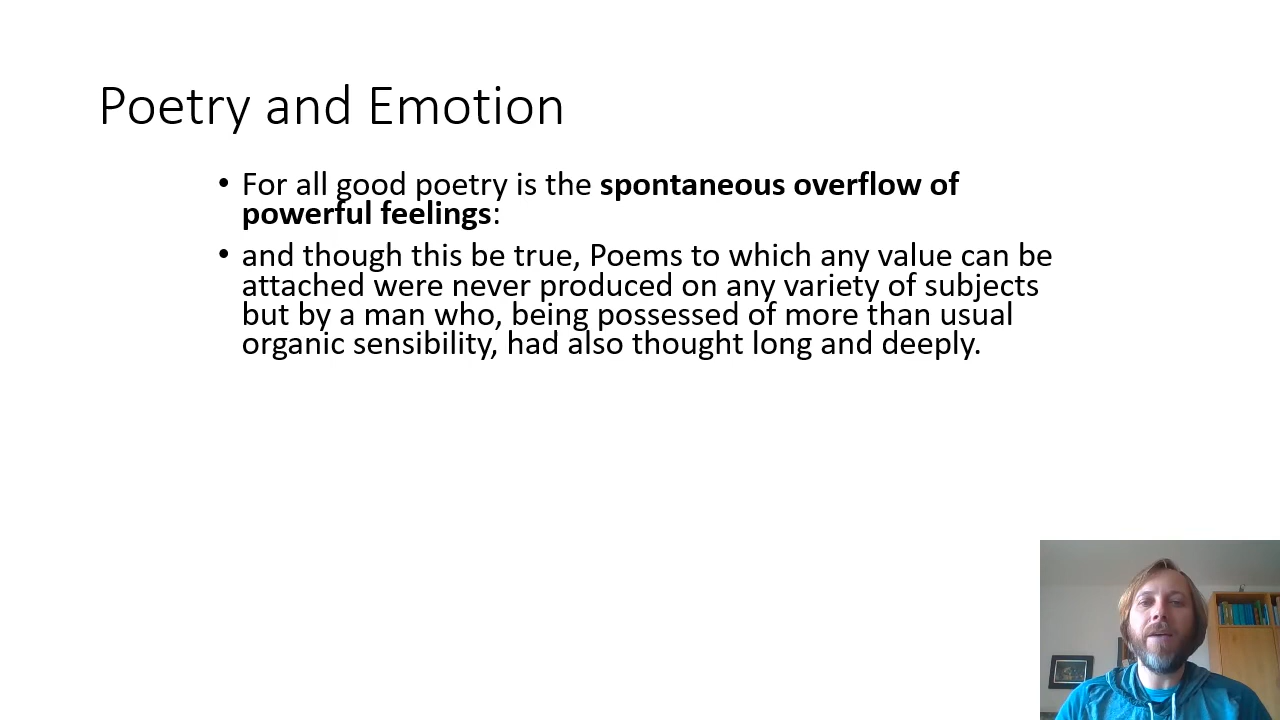 Poetry and Emotion
• For all good poetry is the spontaneous overflow of
powerful feelings:
• and though this be true, Poems to which any value can be
attached were never produced on any variety of subjects
but by a man who, being possessed of more than usual
organic sensibility, had also thought long and deeply.